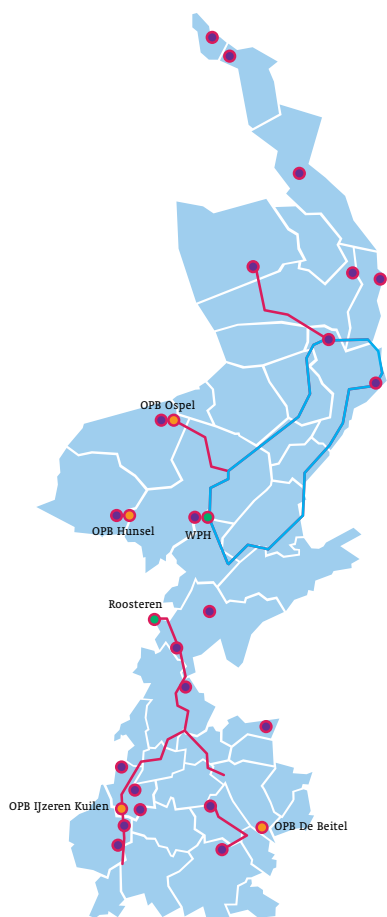 OPB Ospel
OPB Hunsel
WPH
Roosteren
OPB IJzeren Kuilen
OPB De Beitel